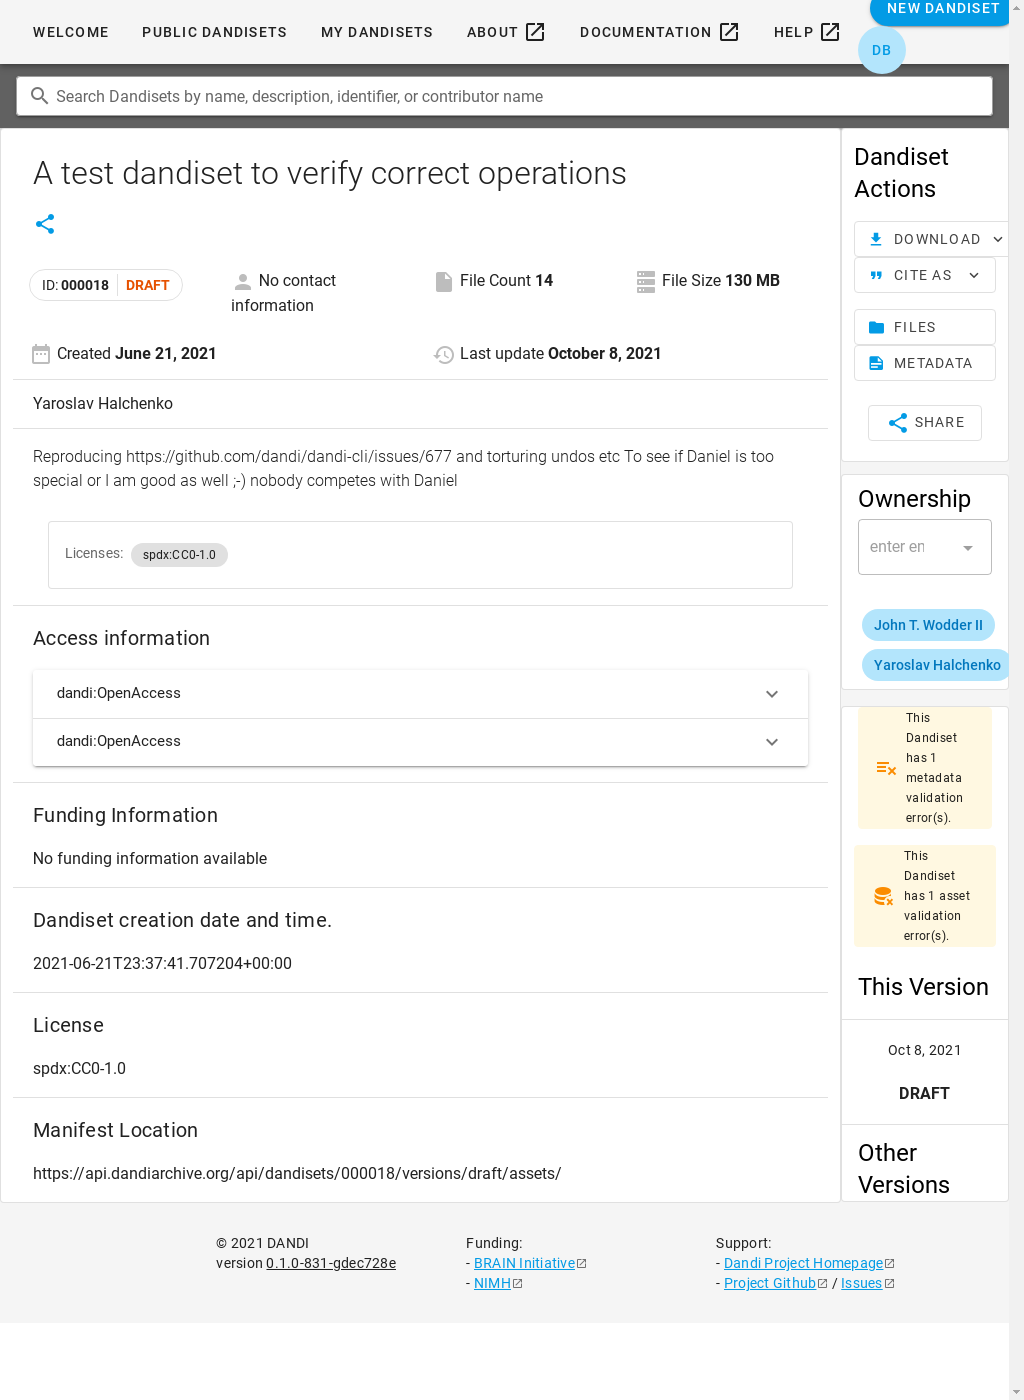 WELCOME
PUBLIC DANDISETS
MY DANDISETS
ABOUT
DOCUMENTATION
HELP
NEW DANDISET
DB
Search Dandisets by name, description, identifier, or contributor name
A test dandiset to verify correct operations
ID: 000018 DRAFT
No contact
information
File Count 14
File Size 130 MB
Created June 21, 2021
Last update October 8, 2021
Yaroslav Halchenko
Reproducing https://github.com/dandi/dandi-cli/issues/677 and torturing undos etc To see if Daniel is too
special or I am good as well ;-) nobody competes with Daniel
Licenses: spdx:CC0-1.0
Access information
dandi:OpenAccess
dandi:OpenAccess
Funding Information
No funding information available
Dandiset creation date and time.
2021-06-21T23:37:41.707204+00:00
License
spdx:CC0-1.0
Manifest Location
https://api.dandiarchive.org/api/dandisets/000018/versions/draft/assets/
Dandiset
Actions
DOWNLOAD
CITE AS
FILES
METADATA
SHARE
Ownership
enter en
John T. Wodder II
Yaroslav Halchenko
This
Dandiset
has 1
metadata
validation
error(s).
This
Dandiset
has 1 asset
validation
error(s).
This Version
Oct 8, 2021
DRAFT
Other
Versions
© 2021 DANDI
version 0.1.0-831-gdec728e
Funding:
- BRAIN Initiative
- NIMH
Support:
- Dandi Project Homepage
- Project Github / Issues